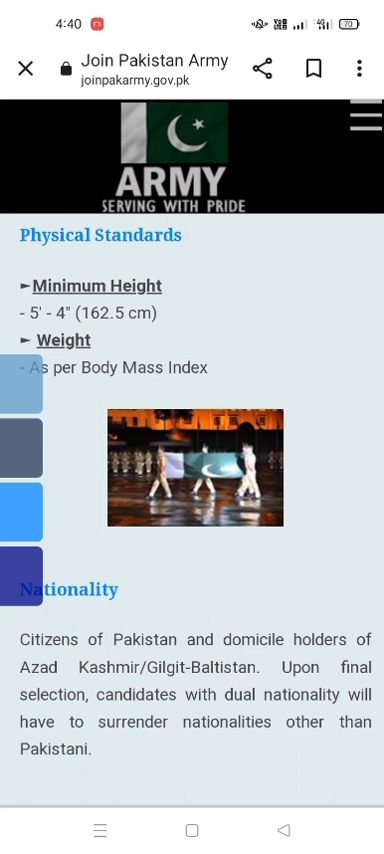 4:40
70
Join Pakistan Army
joinpakarmy.gov.pk
ARMY
SERVING WITH PRIDE
Physical Standards
►Minimum Height
- 5' - 4" (162.5 cm)
► Weight
- As per Body Mass Index
Nationality
Citizens of Pakistan and domicile holders of
Azad Kashmir/Gilgit-Baltistan. Upon final
selection, candidates with dual nationality will
have to surrender nationalities other than
Pakistani.